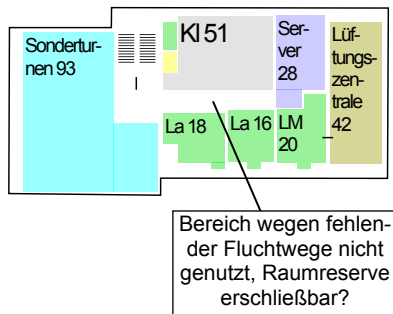 Sondertur-
nen 93
I
Kl 51
Ser-
ver
28
Lüf-
tungs-
zen-
trale
42
La 18
La 16
LM
20
Bereich wegen fehlen-
der Fluchtwege nicht
genutzt, Raumreserve
erschließbar?